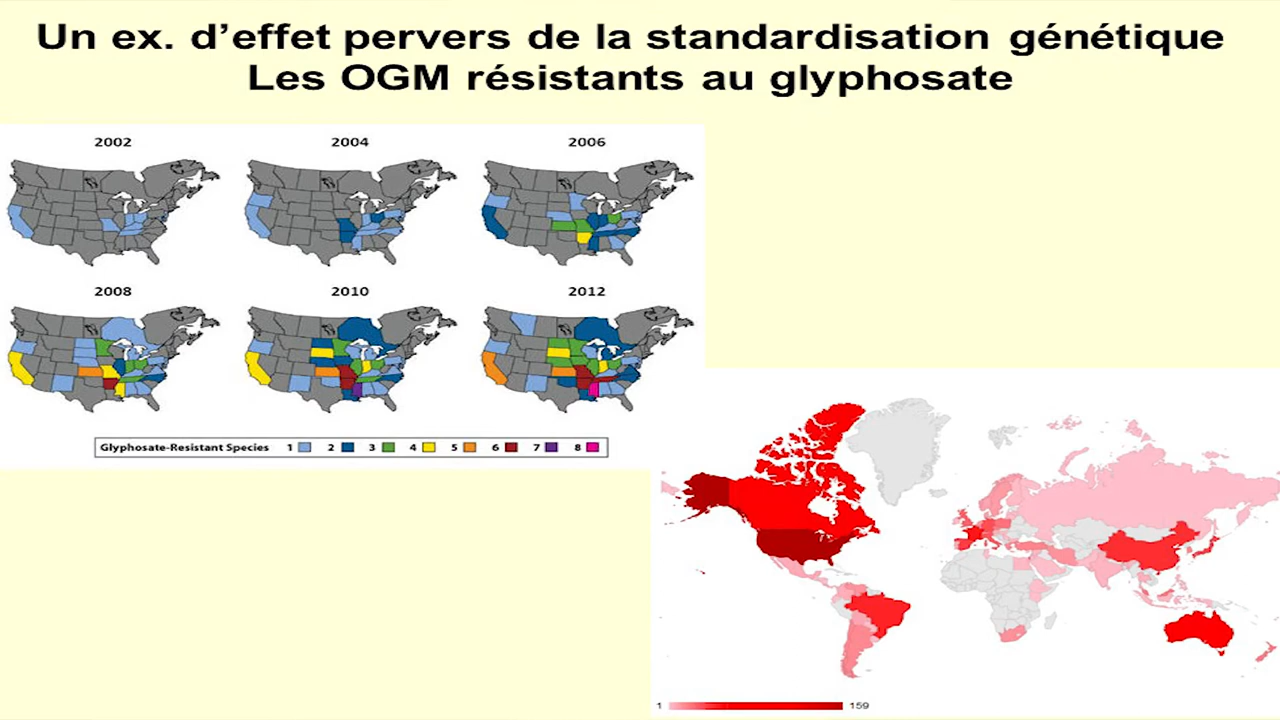 Un ex. d'effet pervers de la standardisation génétique
Les OGM résistants au glyphosate
2002 2004 2006
2008 2010 2012
Glyphosate-Resistant Species 1 2 3 4 5 6 7 8
1 159